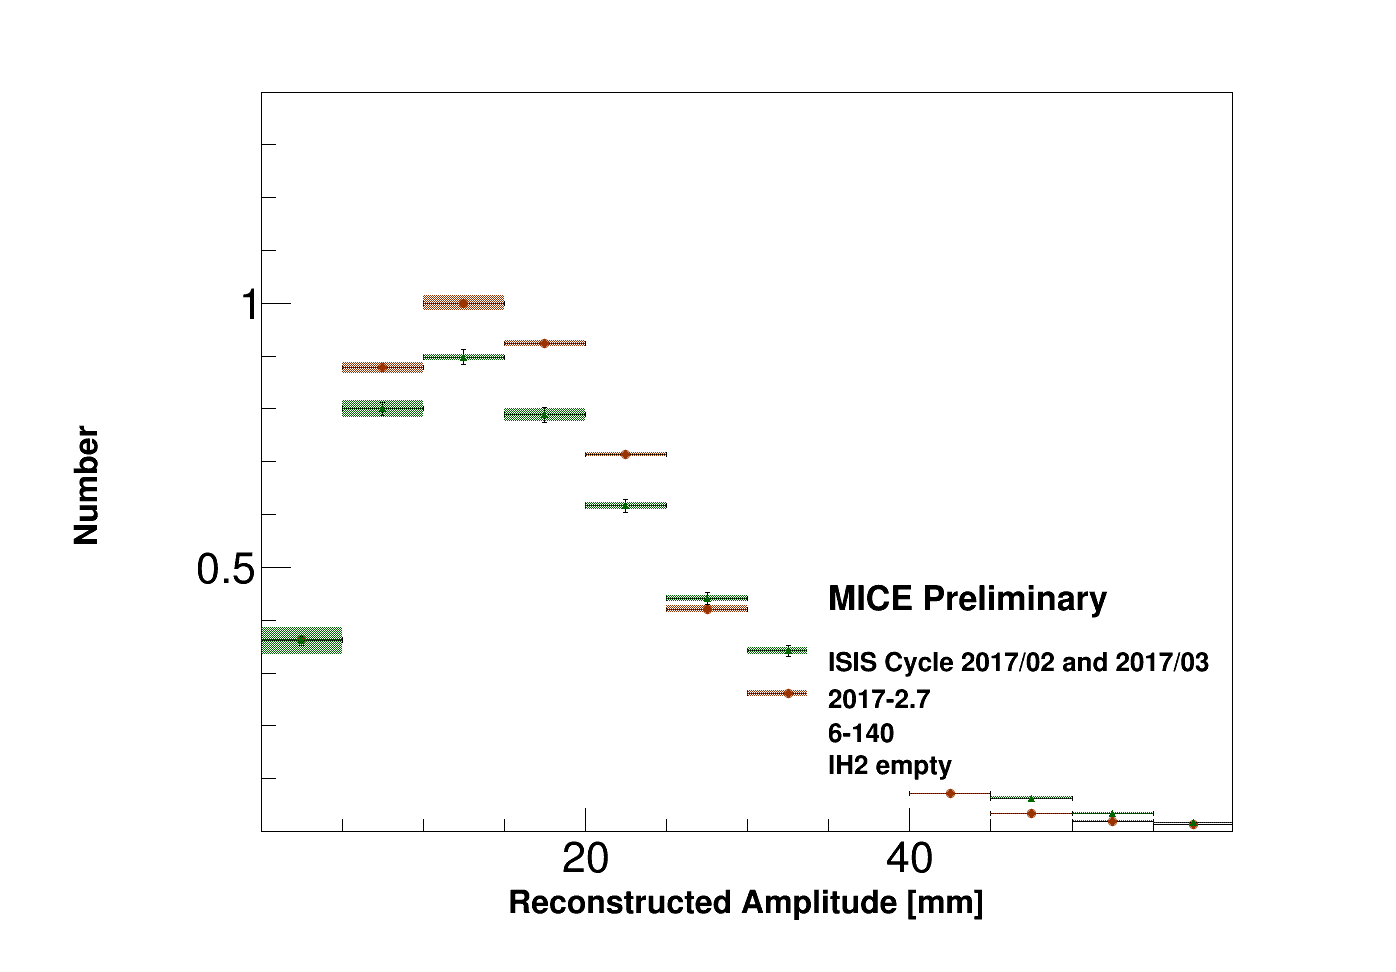 1
0.5
Number
MICE Preliminary
ISIS Cycle 2017/02 and 2017/03
2017-2.7
6-140
IH2 empty
20 40
Reconstructed Amplitude [mm]